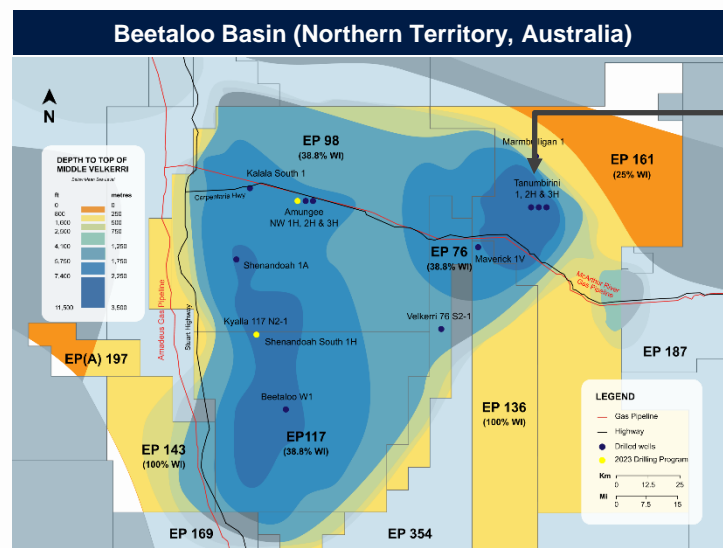 Beetaloo Basin (Northern Territory, Australia)
N
DEPTH TO TOP OF
MIDDLE VELKERRI
ft metres
0 0
800 250
1,600 500
2,500 750
4,100 1,250
5,750 1,750
7,400 2,250
11,500 3,500
EP 98
(38.8% WI)
Marmbulligan 1
EP 161
(25% WI)
Kalala South 1
Carpentaria Hwy
Amungee
NW 1H, 2H & 3H
Tanumbirini
1, 2H & 3H
EP 76
(38.8% WI)
Maverick 1V
Shenandoah 1A
McArthur River
Gas Pipeline
Amadeus Gas Pipeline
Stuart Highway
Kyalla 117 N2-1
Shenandoah South 1H
Velkerri 76 S2-1
EP(A) 197
EP 187
Beetaloo W1
EP 136
(100% WI)
EP117
(38.8% WI)
EP 143
(100% WI)
EP 169
EP 354
LEGEND
Gas Pipeline
Highway
Drilled wells
2023 Drilling Program
Km
0 12.5 25
Mi
0 7.5 15